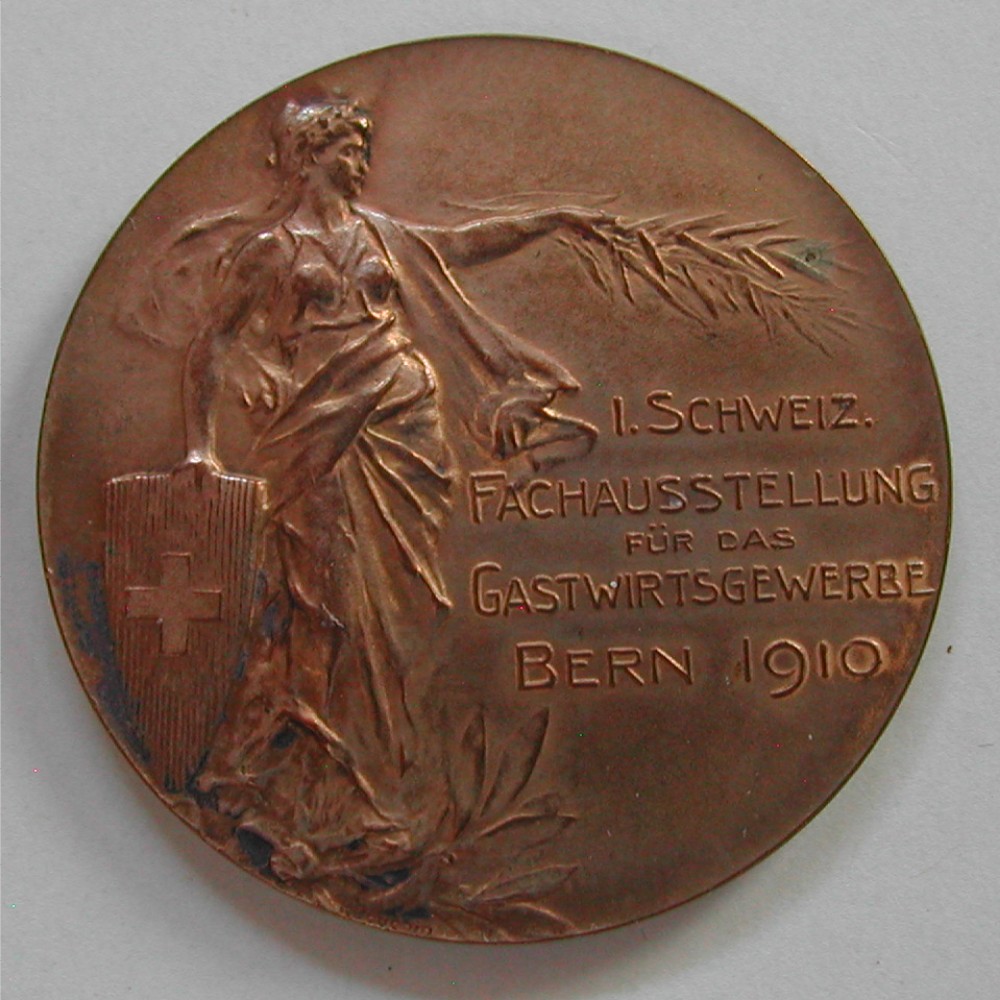 I. SCHWEIZ.
FACHAUSSTELLUNG
FÜR DAS
GASTWIRTSGEWERBE
BERN 1910